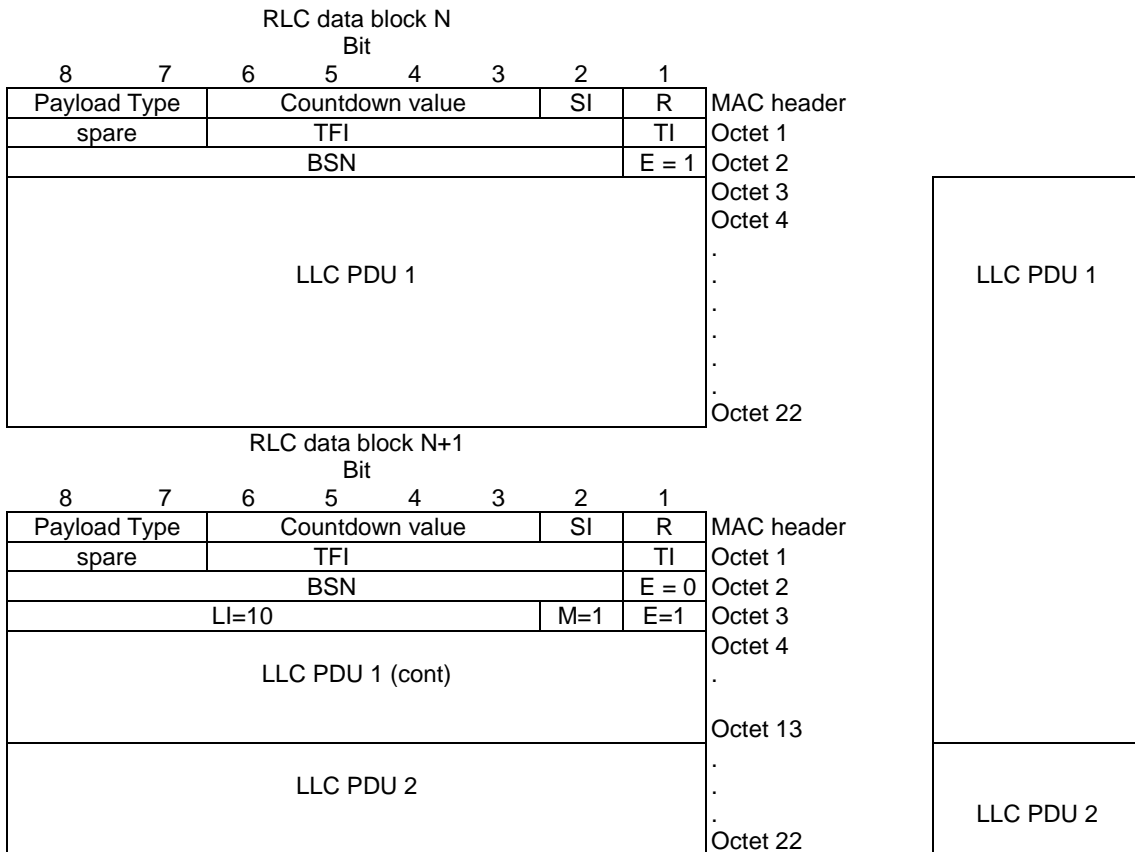 RLC data block N
Bit
8 7 6 5 4 3 2 1
Payload Type Countdown value SI R MAC header
spare TFI TI Octet 1
BSN E = 1 Octet 2
Octet 3
Octet 4
.
LLC PDU 1 . LLC PDU 1
.
.
.
.
Octet 22
RLC data block N+1
Bit
8 7 6 5 4 3 2 1
Payload Type Countdown value SI R MAC header
spare TFI TI Octet 1
BSN E = 0 Octet 2
LI=10 M=1 E=1 Octet 3
Octet 4
LLC PDU 1 (cont) .
Octet 13
.
LLC PDU 2 .
. LLC PDU 2
Octet 22